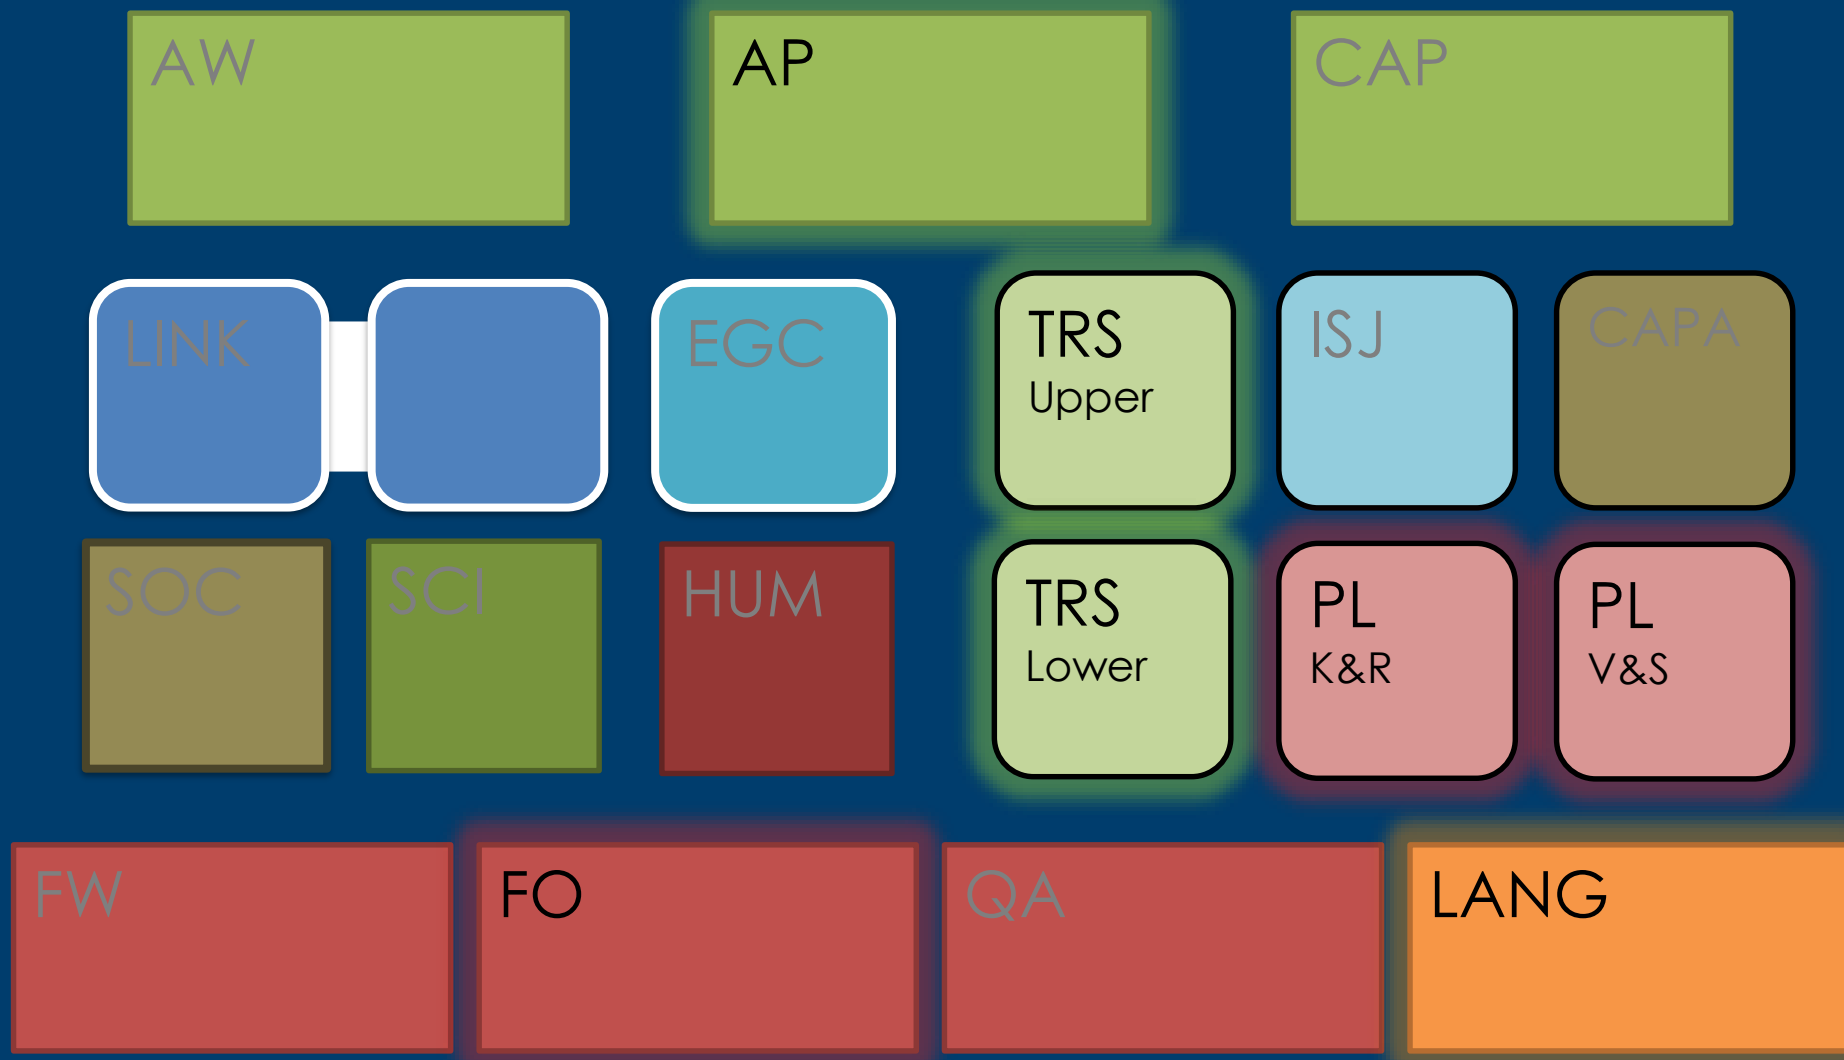 AW
AP
CAP
LINK
EGC
TRS
Upper
ISJ
CAPA
SOC
SCI
HUM
TRS
Lower
PL
K&R
PL
V&S
FW
FO
QA
LANG